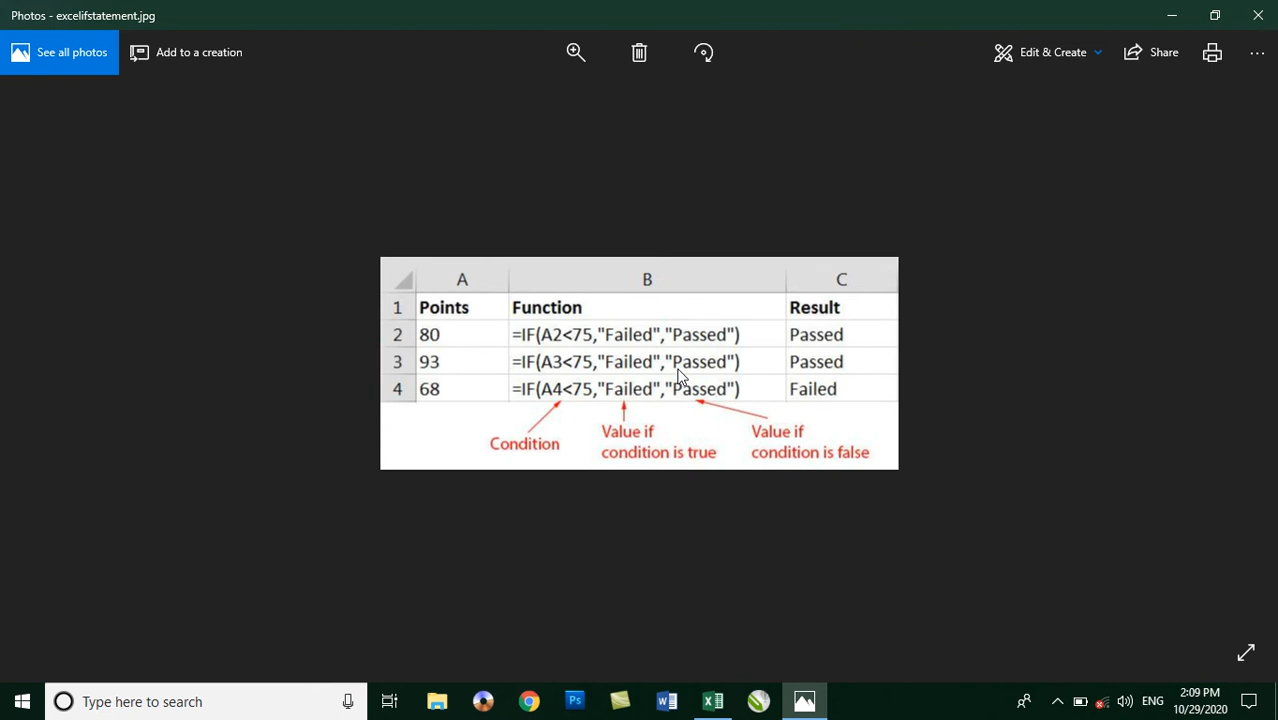 Photos - excelifstatement.jpg
See all photos Add to a creation Edit & Create Share
A B C
1 Points Function Result
2 80 =IF(A2<75,"Failed","Passed") Passed
3 93 =IF(A3<75,"Failed","Passed") Passed
4 68 =IF(A4<75,"Failed","Passed") Failed
Condition
Value if
condition is true
Value if
condition is false
Ps
Type here to search
ENG
2:09 PM
10/29/2020